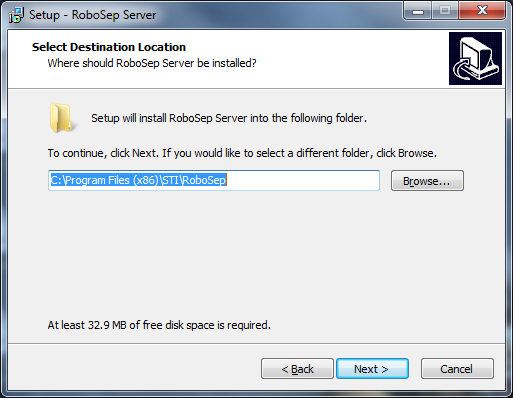 Setup - RoboSep Server
Select Destination Location
Where should RoboSep Server be installed?
Setup will install RoboSep Server into the following folder.
To continue, click Next. If you would like to select a different folder, click Browse.
C:\Program Files (x86)\STI\RoboSep
Browse...
At least 32.9 MB of free disk space is required.
< Back
Next >
Cancel